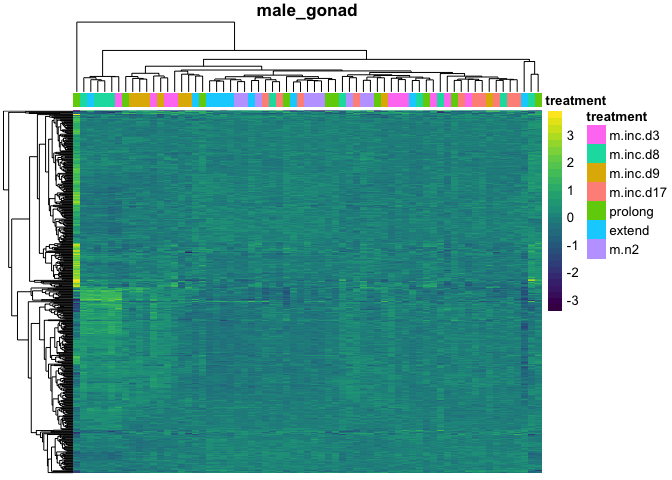 male_gonad
treatment
treatment
3
2
1
0
-1
-2
-3
m.inc.d3
m.inc.d8
m.inc.d9
m.inc.d17
prolong
extend
m.n2